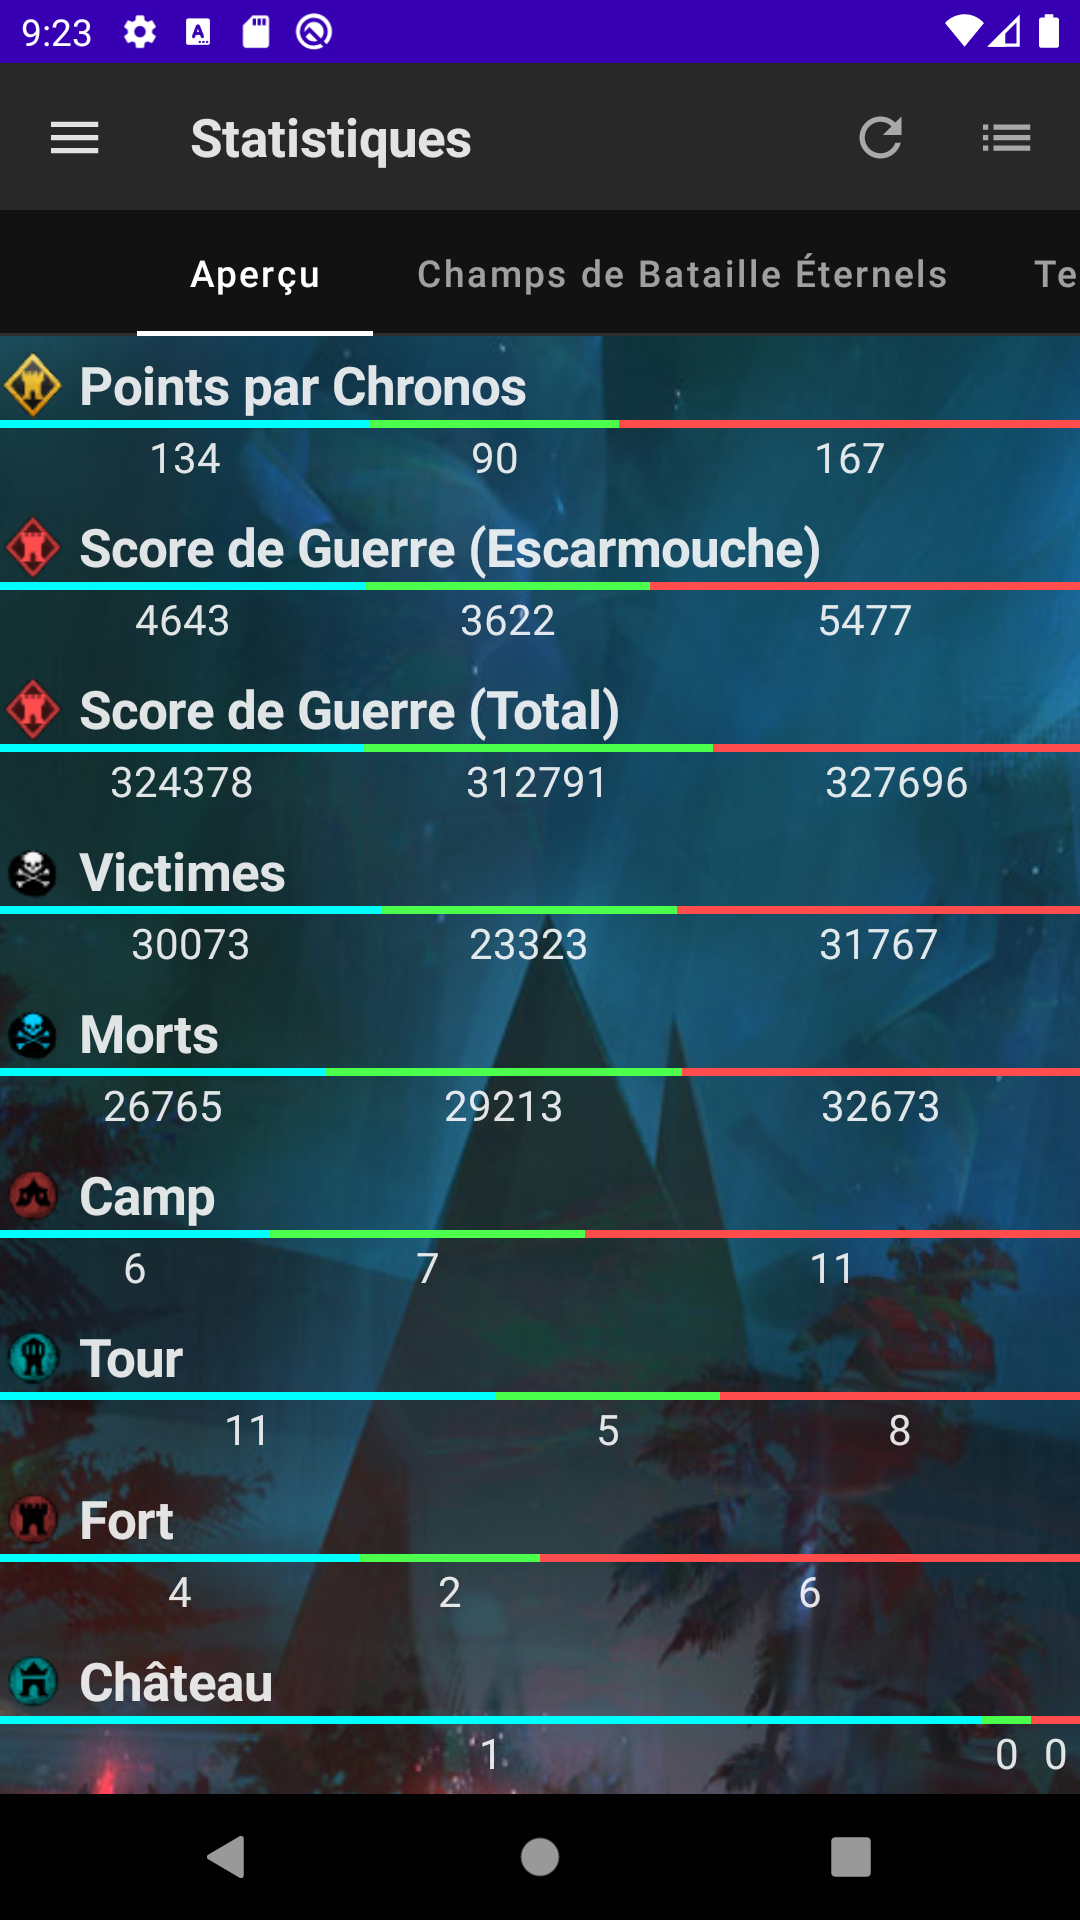 9:23
Statistiques
Aperçu Champs de Bataille Éternels Te
Points par Chronos
134 90 167
Score de Guerre (Escarmouche)
4643 3622 5477
Score de Guerre (Total)
324378 312791 327696
Victimes
30073 23323 31767
Morts
26765 29213 32673
Camp
6 7 11
Tour
11 5 8
Fort
4 2 6
Château
1 0 0